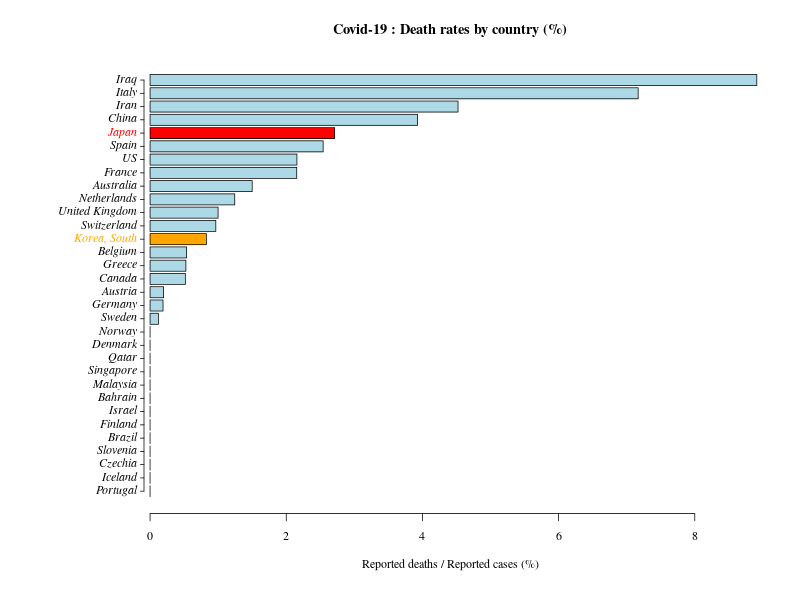 Covid-19 : Death rates by country (%)
Iraq
Italy
Iran
China
Japan
Spain
US
France
Australia
Netherlands
United Kingdom
Switzerland
Korea, South
Belgium
Greece
Canada
Austria
Germany
Sweden
Norway
Denmark
Qatar
Singapore
Malaysia
Bahrain
Israel
Finland
Brazil
Slovenia
Czechia
Iceland
Portugal
0 2 4 6 8
Reported deaths / Reported cases (%)